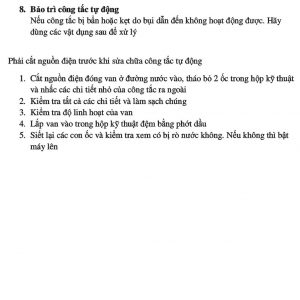 8. Bảo trì công tắc tự động
Nếu công tắc bị bẩn hoặc kẹt do bụi dẫn đến không hoạt động được. Hãy
dùng các vật dụng sau để xử lý
Phải cắt nguồn điện trước khi sửa chữa công tắc tự động
1. Cắt nguồn điện đóng van ở đường nước vào, tháo bỏ 2 ốc trong hộp kỹ thuật
và nhấc các chi tiết nhỏ của công tắc ra ngoài
2. Kiểm tra tất cả các chi tiết và làm sạch chúng
3. Kiểm tra độ linh hoạt của van
4. Lắp van vào trong hộp kỹ thuật đệm bằng phớt dầu
5. Siết lại các con ốc và kiểm tra xem có bị rò nước không. Nếu không thì bật
máy lên